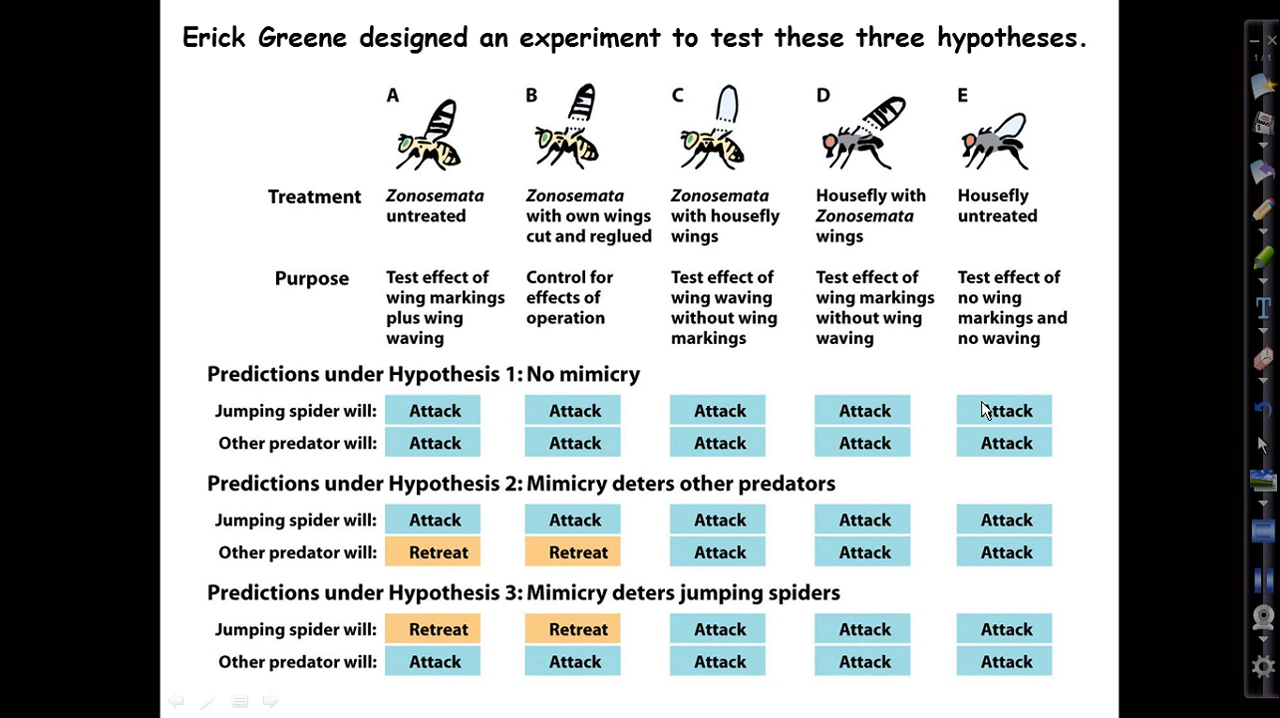 Erick Greene designed an experiment to test these three hypotheses.
A B C D E
Treatment
Zonosemata
untreated
Zonosemata
with own wings
cut and reglued
Zonosemata
with housefly
wings
Housefly with
Zonosemata
wings
Housefly
untreated
Purpose
Test effect of
wing markings
plus wing
waving
Control for
effects of
operation
Test effect of
wing waving
without wing
markings
Test effect of
wing markings
without wing
waving
Test effect of
no wing
markings and
no waving
Predictions under Hypothesis 1: No mimicry
Jumping spider will: Attack Attack Attack Attack Attack
Other predator will: Attack Attack Attack Attack Attack
Predictions under Hypothesis 2: Mimicry deters other predators
Jumping spider will: Attack Attack Attack Attack Attack
Other predator will: Retreat Retreat Attack Attack Attack
Predictions under Hypothesis 3: Mimicry deters jumping spiders
Jumping spider will: Retreat Retreat Attack Attack Attack
Other predator will: Attack Attack Attack Attack Attack
1/1
T